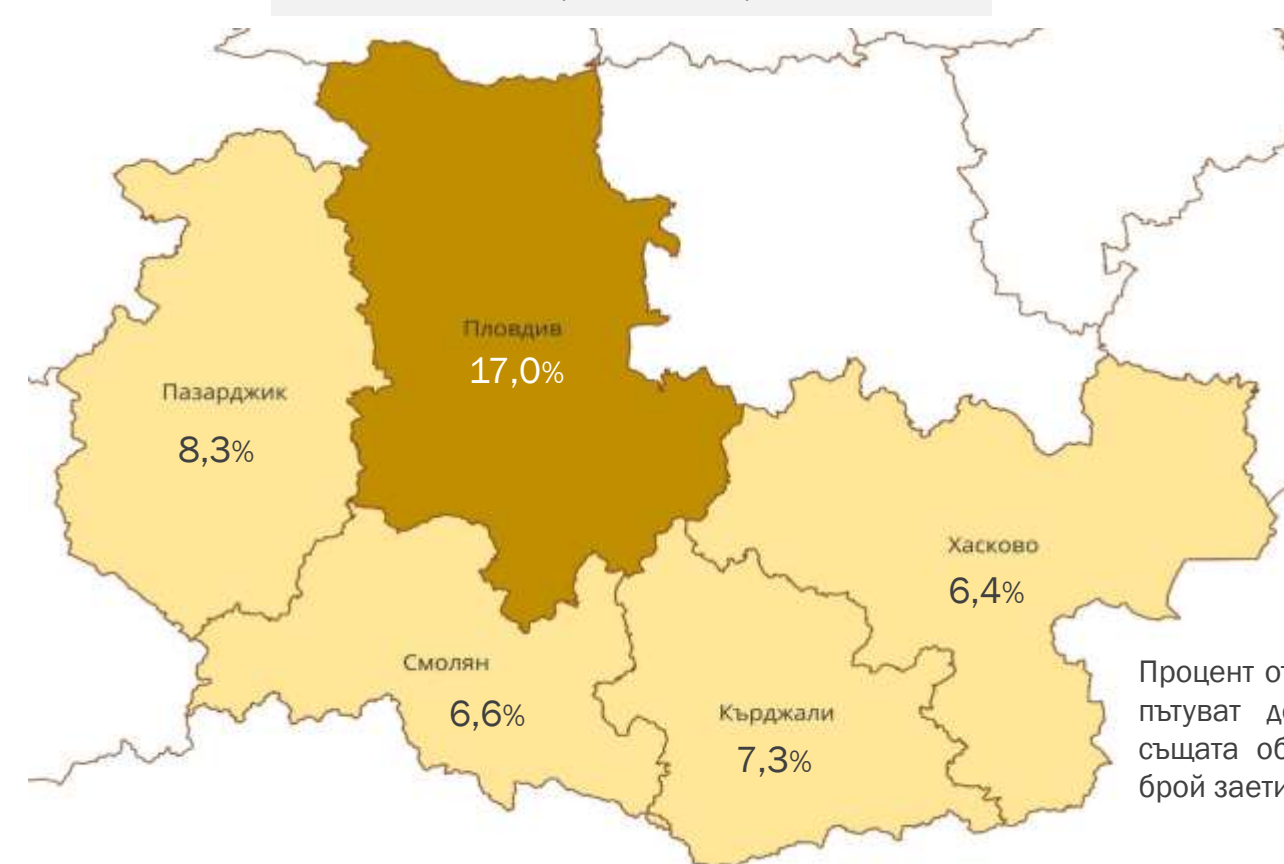 Пловдив
17,0%
Пазарджик
8,3%
Хасково
6,4%
Смолян
6,6%
Кърджали
7,3%
Процент от
пътуват
същата
брой заети